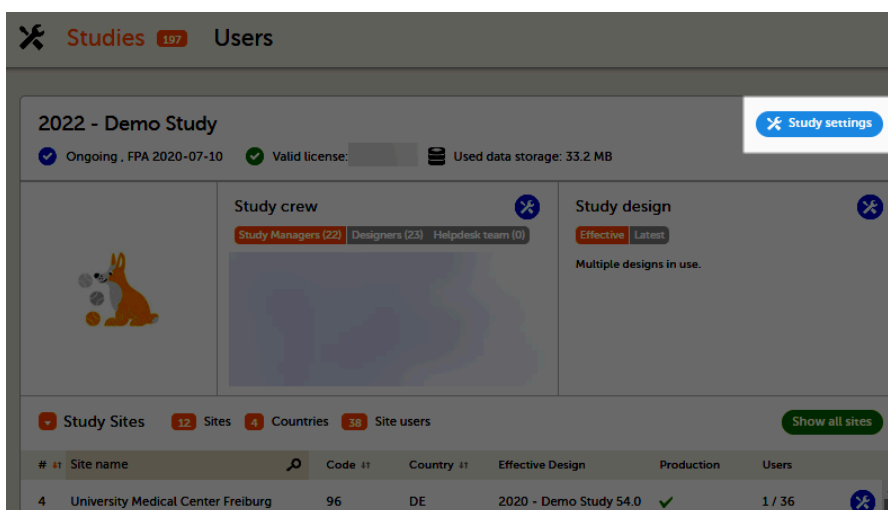 Studies 197 Users
2022 - Demo Study
Study settings
Ongoing , FPA 2020-07-10 Valid license: Used data storage: 33.2 MB
Study crew
Study Managers (22) Designers (23) Helpdesk team (0)
Study design
Effective Latest
Multiple designs in use.
Study Sites 12 Sites 4 Countries 38 Site users Show all sites
# Site name Code Country Effective Design Production Users
4 University Medical Center Freiburg 96 DE 2020 - Demo Study 54.0 1 / 36